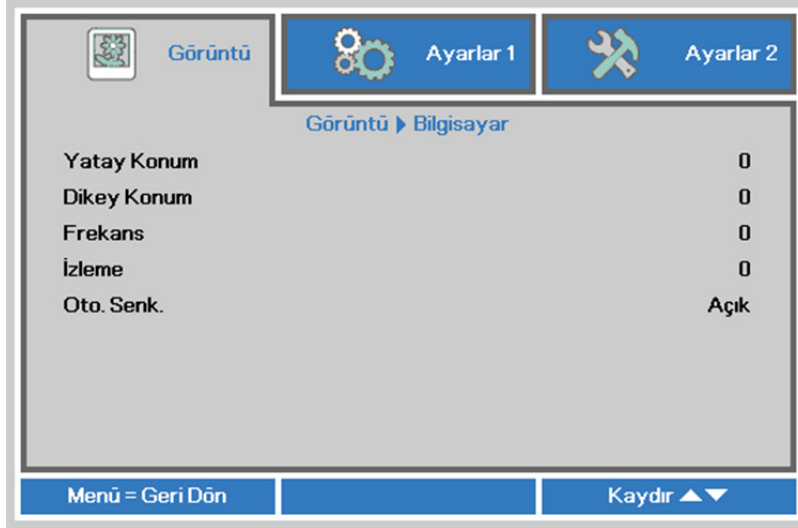 Görüntü
Ayarlar 1
Ayarlar 2
Görüntü Bilgisayar
Yatay Konum 0
Dikey Konum 0
Frekans 0
İzleme 0
Oto. Senk. Açık
Menü = Geri Dön
Kaydır ▲▼